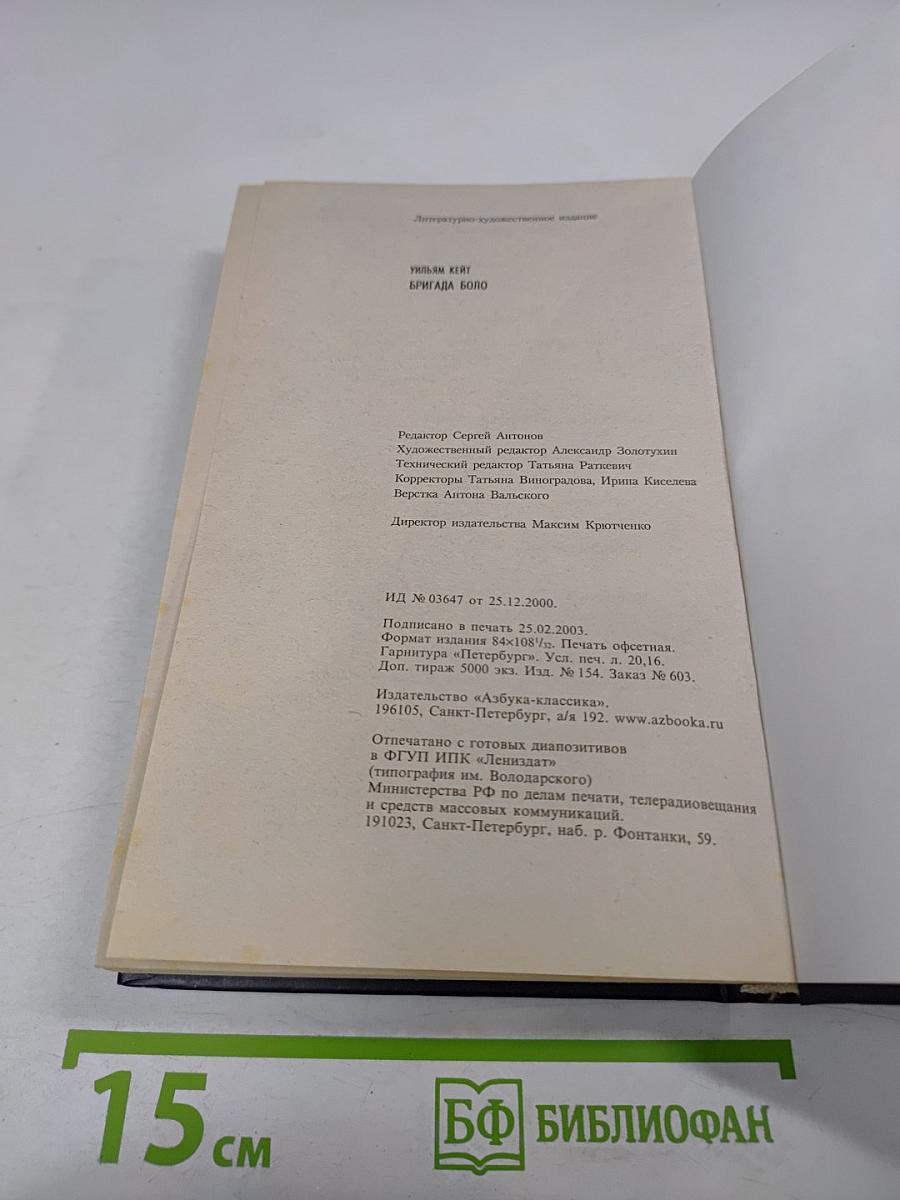 Литературно-художественное издание
УИЛЬЯМ КЕЙТ
БРИГАДА БОЛО
Редактор Сергей Антонов
Художественный редактор Александр Золотухин
Технический редактор Татьяна Раткевич
Корректоры Татьяна Виноградова, Ирина Киселева
Верстка Антона Вальского
Директор издательства Максим Крютченко
ИД № 03647 от 25.12.2000.
Подписано в печать 25.02.2003.
Формат издания 84×108¹/₃₂. Печать офсетная.
Гарнитура «Петербург». Усл. печ. л. 20,16.
Доп. тираж 5000 экз. Изд. № 154. Заказ № 603.
Издательство «Азбука-классика».
196105, Санкт-Петербург, а/я 192. www.azbooka.ru
Отпечатано с готовых диапозитивов
в ФГУП ИПК «Лениздат»
(типография им. Володарского)
Министерства РФ по делам печати, телерадиовещания
и средств массовых коммуникаций.
191023, Санкт-Петербург, наб. р. Фонтанки, 59.
15 см
БФ БИБЛИОФАН